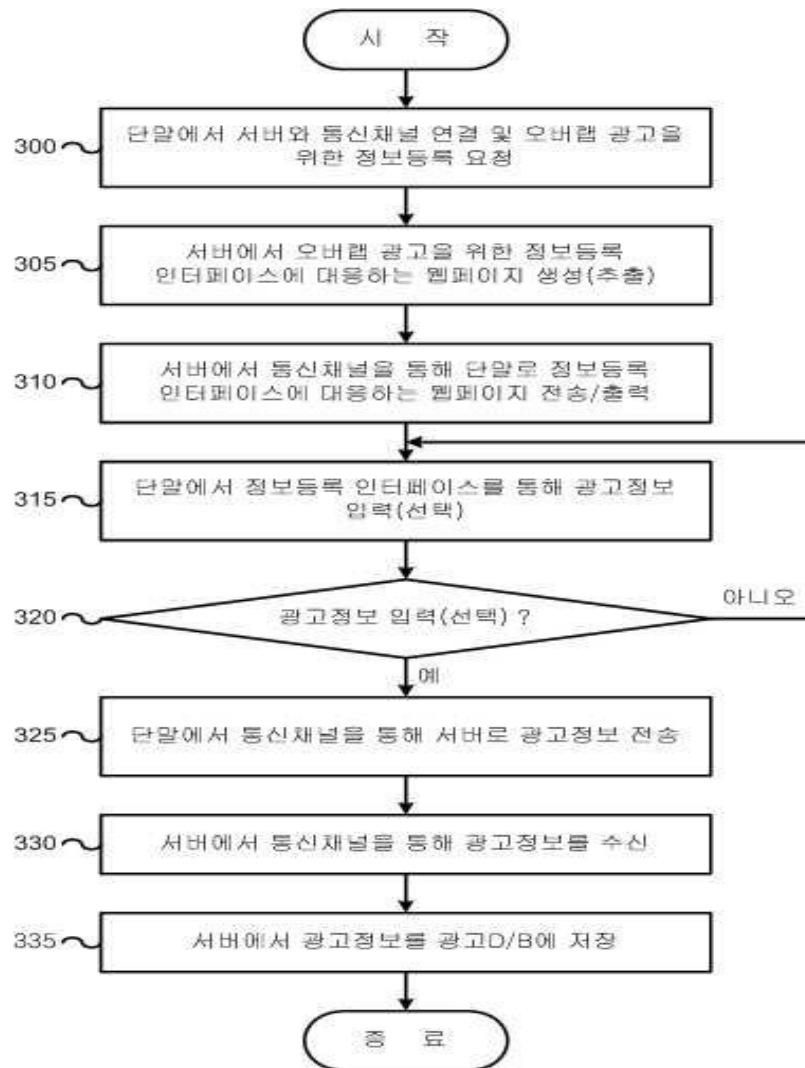 시 작
300
단말에서 서버와 통신채널 연결 및 오버랩 광고을
위한 정보등록 요청
305
서버에서 오버랩 광고을 위한 정보등록
인터페이스에 대응하는 웹페이지 생성(추출)
310
서버에서 통신채널을 통해 단말로 정보등록
인터페이스에 대응하는 웹페이지 전송/출력
315
단말에서 정보등록 인터페이스를 통해 광고정보
입력(선택)
320
광고정보 입력(선택) ?
아니오
예
325
단말에서 통신채널을 통해 서버로 광고정보 전송
330
서버에서 통신채널을 통해 광고정보를 수신
335
서버에서 광고정보를 광고D/B에 저장
종 료